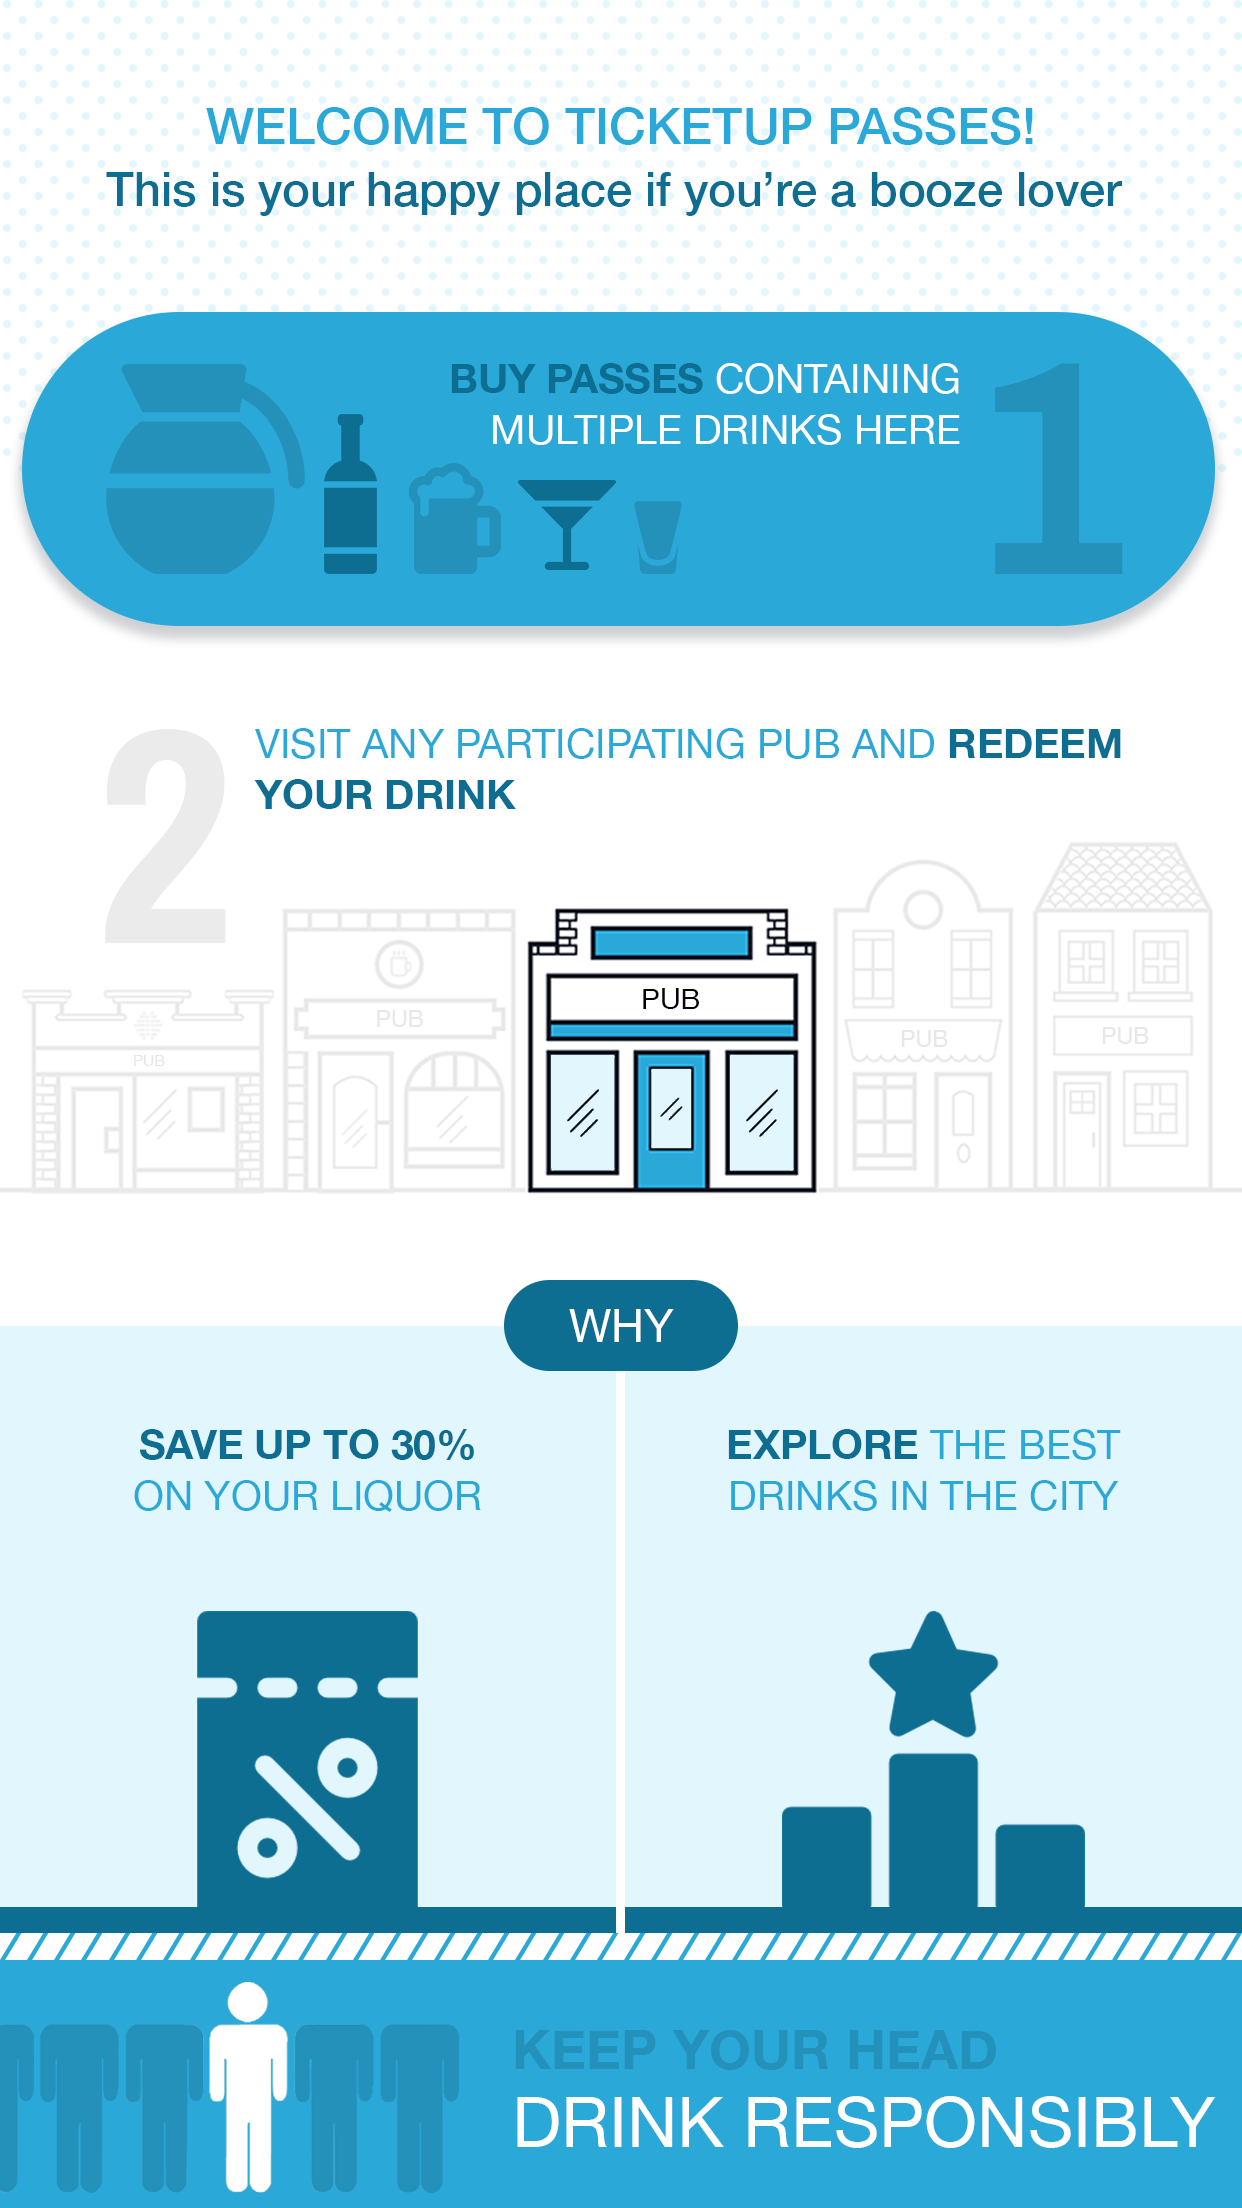 WELCOME TO TICKETUP PASSES!
This is your happy place if you're a booze lover
BUY PASSES CONTAINING
MULTIPLE DRINKS HERE
1
2
VISIT ANY PARTICIPATING PUB AND REDEEM
YOUR DRINK
PUB
PUB
PUB
PUB
PUB
WHY
SAVE UP TO 30%
ON YOUR LIQUOR
EXPLORE THE BEST
DRINKS IN THE CITY
%
KEEP YOUR HEAD
DRINK RESPONSIBLY